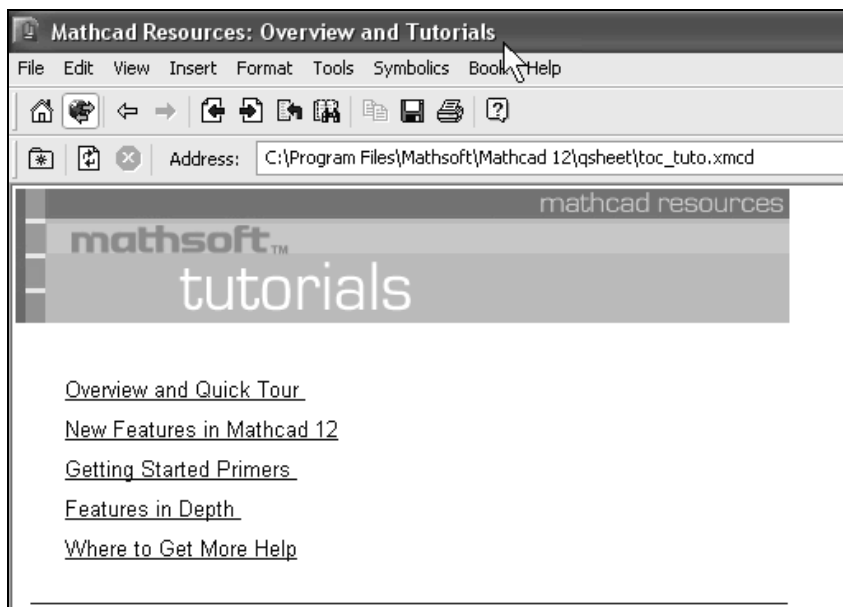 Mathcad Resources: Overview and Tutorials
File Edit View Insert Format Tools Symbolics Book Help
Address: C:\Program Files\Mathsoft\Mathcad 12\qsheet\toc_tuto.xmcd
mathcad resources
mathsoft™
tutorials
Overview and Quick Tour
New Features in Mathcad 12
Getting Started Primers
Features in Depth
Where to Get More Help